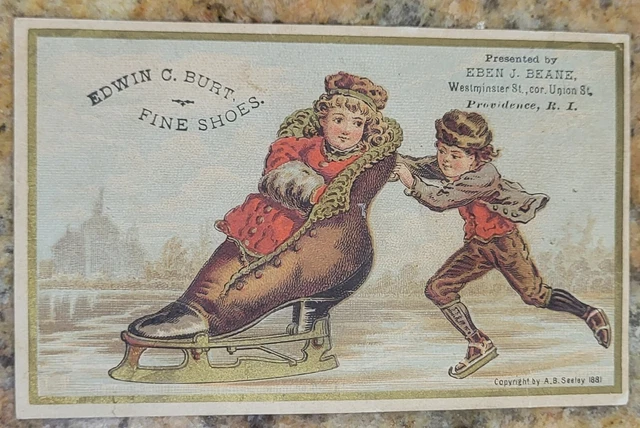 EDWIN C. BURT.
FINE SHOES.
Presented by
EBEN J. BEANE,
Westminster St., cor. Union St,
Providence, R. I.
Copyright by A. B. Seeley 1881